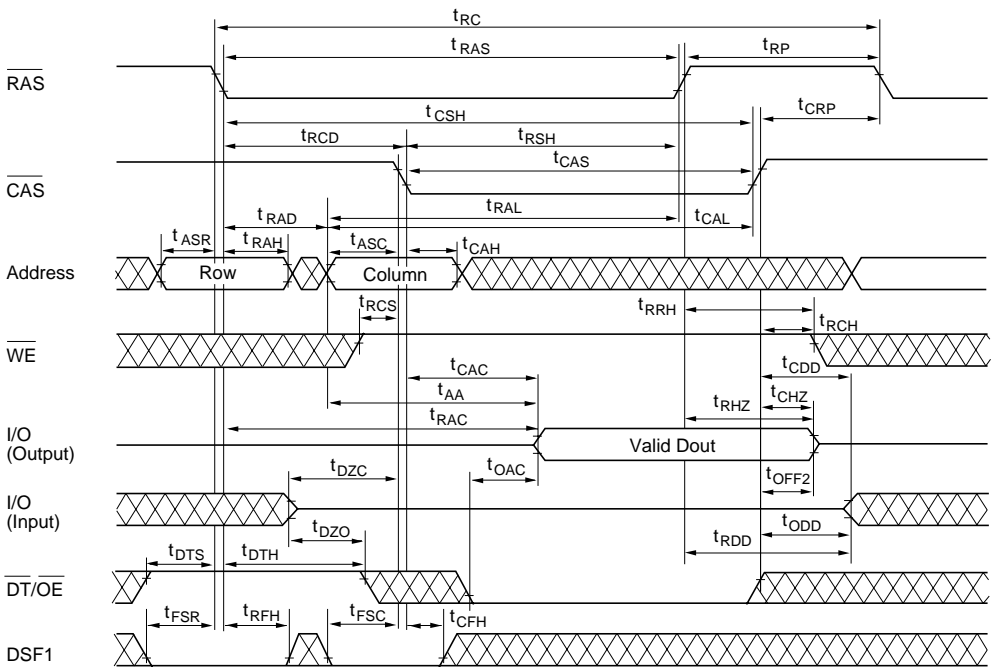 tRC
tRAS
tRP
RAS
tCSH
tCRP
tRCD
tRSH
tCAS
CAS
tRAL
tRAD
tCAL
tASR
tRAH
tASC
tCAH
Address
Row
Column
tRCS
tRRH
tRCH
WE
tCAC
tCDD
tAA
tCHZ
tRHZ
tRAC
I/O
(Output)
Valid Dout
tDZC
tOAC
tOFF2
I/O
(Input)
tODD
tDZO
tRDD
tDTS
tDTH
DT/OE
tFSR
tRFH
tFSC
tCFH
DSF1